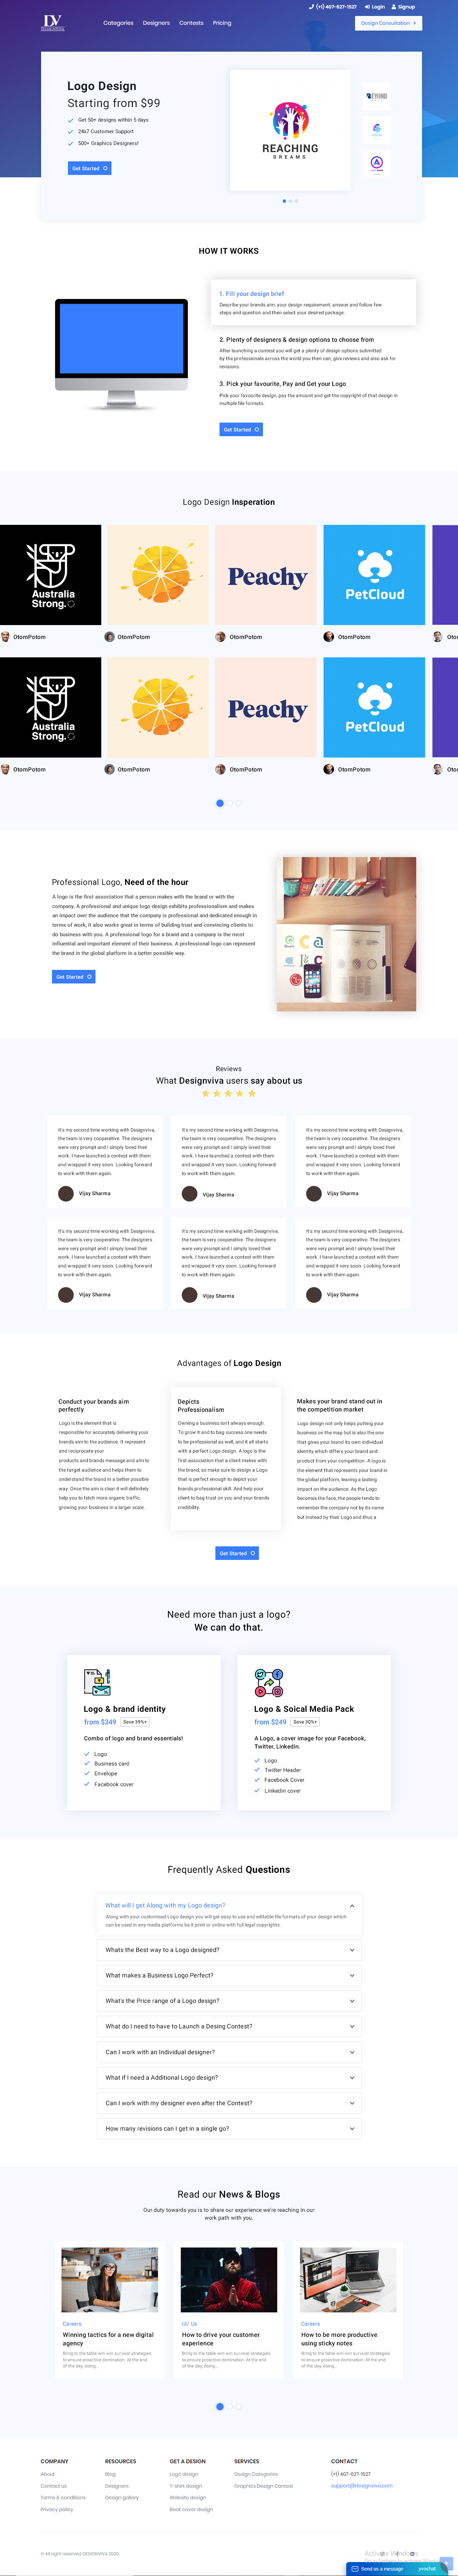 (+1) 407-627-1527 Login Signup
DV
DESIGNVIVA
Categories Designers Contests Pricing
Design Consultation
Logo Design
Starting from $99
Get 50+ designs within 5 days
24x7 Customer Support
500+ Graphics Designers!
Get Started
REACHING
DREAMS
BEYIND
HOW IT WORKS
1. Fill your design brief
Describe your brands aim, your design requirement, answer and follow few
steps and question and then select your desired package.
2. Plenty of designers & design options to choose from
After launching a contest you will get a plenty of design options submitted
by the professionals across the world you then can, give reviews and also ask for
revisions.
3. Pick your favourite, Pay and Get your Logo
Pick your favourite design, pay the amount and get the copyright of that design in
multiple file formats.
Get Started
Logo Design Insperation
Australia
Strong.
Peachy
PetCloud
OtomPotom
OtomPotom
OtomPotom
OtomPotom
Oto
Australia
Strong.
Peachy
PetCloud
OtomPotom
OtomPotom
OtomPotom
OtomPotom
Oto
Professional Logo, Need of the hour
A logo is the first association that a person makes with the brand or with the
company. A professional and unique logo design exhibits professionalism and makes
an impact over the audience that the company is professional and dedicated enough in
terms of work, it also works great in terms of building trust and convincing clients to
do business with you. A professional logo for a brand and a company is the most
influential and important element of their business. A professional logo can represent
the brand in the global platform in a better possible way.
Get Started
Reviews
What Designviva users say about us
It's my second time working with Designviva,
the team is very cooperative. The designers
were very prompt and I simply loved their
work. I have launched a contest with them
and wrapped it very soon. Looking forward
to work with them again.
Vijay Sharma
It's my second time working with Designviva,
the team is very cooperative. The designers
were very prompt and I simply loved their
work. I have launched a contest with them
and wrapped it very soon. Looking forward
to work with them again.
Vijay Sharma
It's my second time working with Designviva,
the team is very cooperative. The designers
were very prompt and I simply loved their
work. I have launched a contest with them
and wrapped it very soon. Looking forward
to work with them again.
Vijay Sharma
It's my second time working with Designviva,
the team is very cooperative. The designers
were very prompt and I simply loved their
work. I have launched a contest with them
and wrapped it very soon. Looking forward
to work with them again.
Vijay Sharma
It's my second time working with Designviva,
the team is very cooperative. The designers
were very prompt and I simply loved their
work. I have launched a contest with them
and wrapped it very soon. Looking forward
to work with them again.
Vijay Sharma
It's my second time working with Designviva,
the team is very cooperative. The designers
were very prompt and I simply loved their
work. I have launched a contest with them
and wrapped it very soon. Looking forward
to work with them again.
Vijay Sharma
Advantages of Logo Design
Conduct your brands aim
perfectly
Logo is the element that is
responsible for accurately delivering your
brands aim to the audience. It represent
and reciprocate your
products and brands message and aim to
the target audience and helps them to
understand the brand in a better possible
way. Once the aim is clear it will definitely
help you to fetch more organic traffic,
growing your business in a larger scale.
Depicts
Professionalism
Owning a business isn't always enough.
To grow it and to bag success one needs
to be professional as well, and it all starts
with a perfect Logo design. A logo is the
first association that a client makes with
the brand, so make sure to design a Logo
that is perfect enough to depict your
brands professional skill. And help your
client to bag trust on you and your brands
credibility.
Makes your brand stand out in
the competition market
Logo design not only helps putting your
business on the map but is also the one
that gives your brand its own individual
identity which differs your brand and
product from your competition. A logo is
the element that represents your brand in
the global platform, leaving a lasting
impact on the audience. As the Logo
becomes the face, the people tends to
remember the company not by its name
but instead by their Logo and thus a
Get Started
Need more than just a logo?
We can do that.
Logo & brand identity
from $349 Save 39%+
Combo of logo and brand essentials!
Logo
Business card
Envelope
Facebook cover
Logo & Soical Media Pack
from $249 Save 30%+
A Logo, a cover image for your Facebook,
Twitter, Linkedin.
Logo
Twitter Header
Facebook Cover
Linkedin cover
Frequently Asked Questions
What will I get Along with my Logo design?
Along with your customised Logo design you will get easy to use and editable file formats of your design which
can be used in any media platforms be it print or online with full legal copyrights.
Whats the Best way to a Logo designed?
What makes a Business Logo Perfect?
What's the Price range of a Logo design?
What do I need to have to Launch a Desing Contest?
Can I work with an Individual designer?
What if I need a Additional Logo design?
Can I work with my designer even after the Contest?
How many revisions can I get in a single go?
Read our News & Blogs
Our duty towards you is to share our experience we're reaching in our
work path with you.
Careers
Winning tactics for a new digital
agency
Bring to the table win-win survival strategies
to ensure proactive domination. At the end
of the day, doing...
UI/ Ux
How to drive your customer
experience
Bring to the table win-win survival strategies
to ensure proactive domination. At the end
of the day, doing...
Careers
How to be more productive
using sticky notes
Bring to the table win-win survival strategies
to ensure proactive domination. At the end
of the day, doing...
COMPANY
About
Contact us
Terms & conditions
Privacy policy
RESOURCES
Blog
Designers
Design gallery
GET A DESIGN
Logo design
T-shirt design
Website design
Book cover design
SERVICES
Design Categories
Graphics Design Contest
CONTACT
(+1) 407-627-1527
support@designviva.com
© All right reserved DESIGNVIVA 2020.
Activate Windows
Send us a message